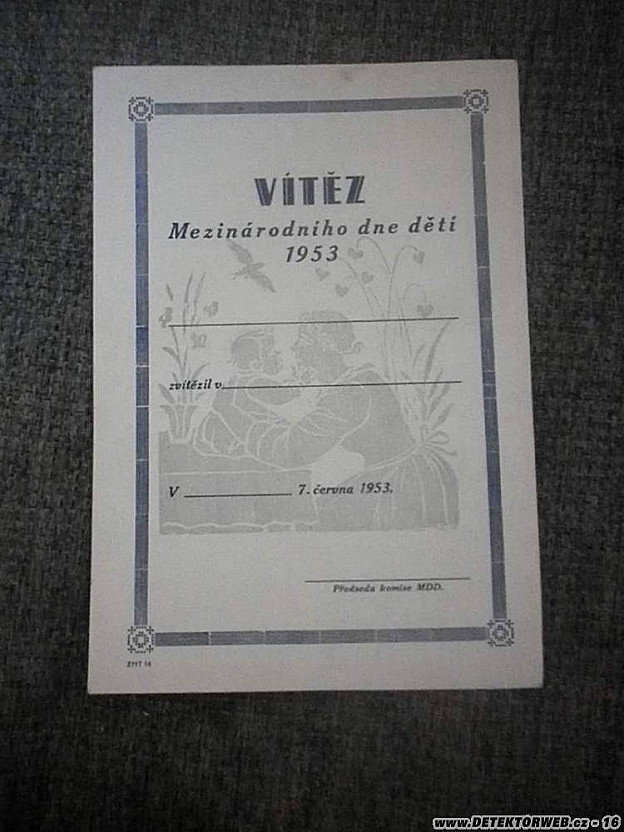 VÍTĚZ
Mezinárodního dne dětí
1953
zvítězil v
V 7. června 1953.
Předseda komise MDD.
www.DETEKTORWEB.cz - 16